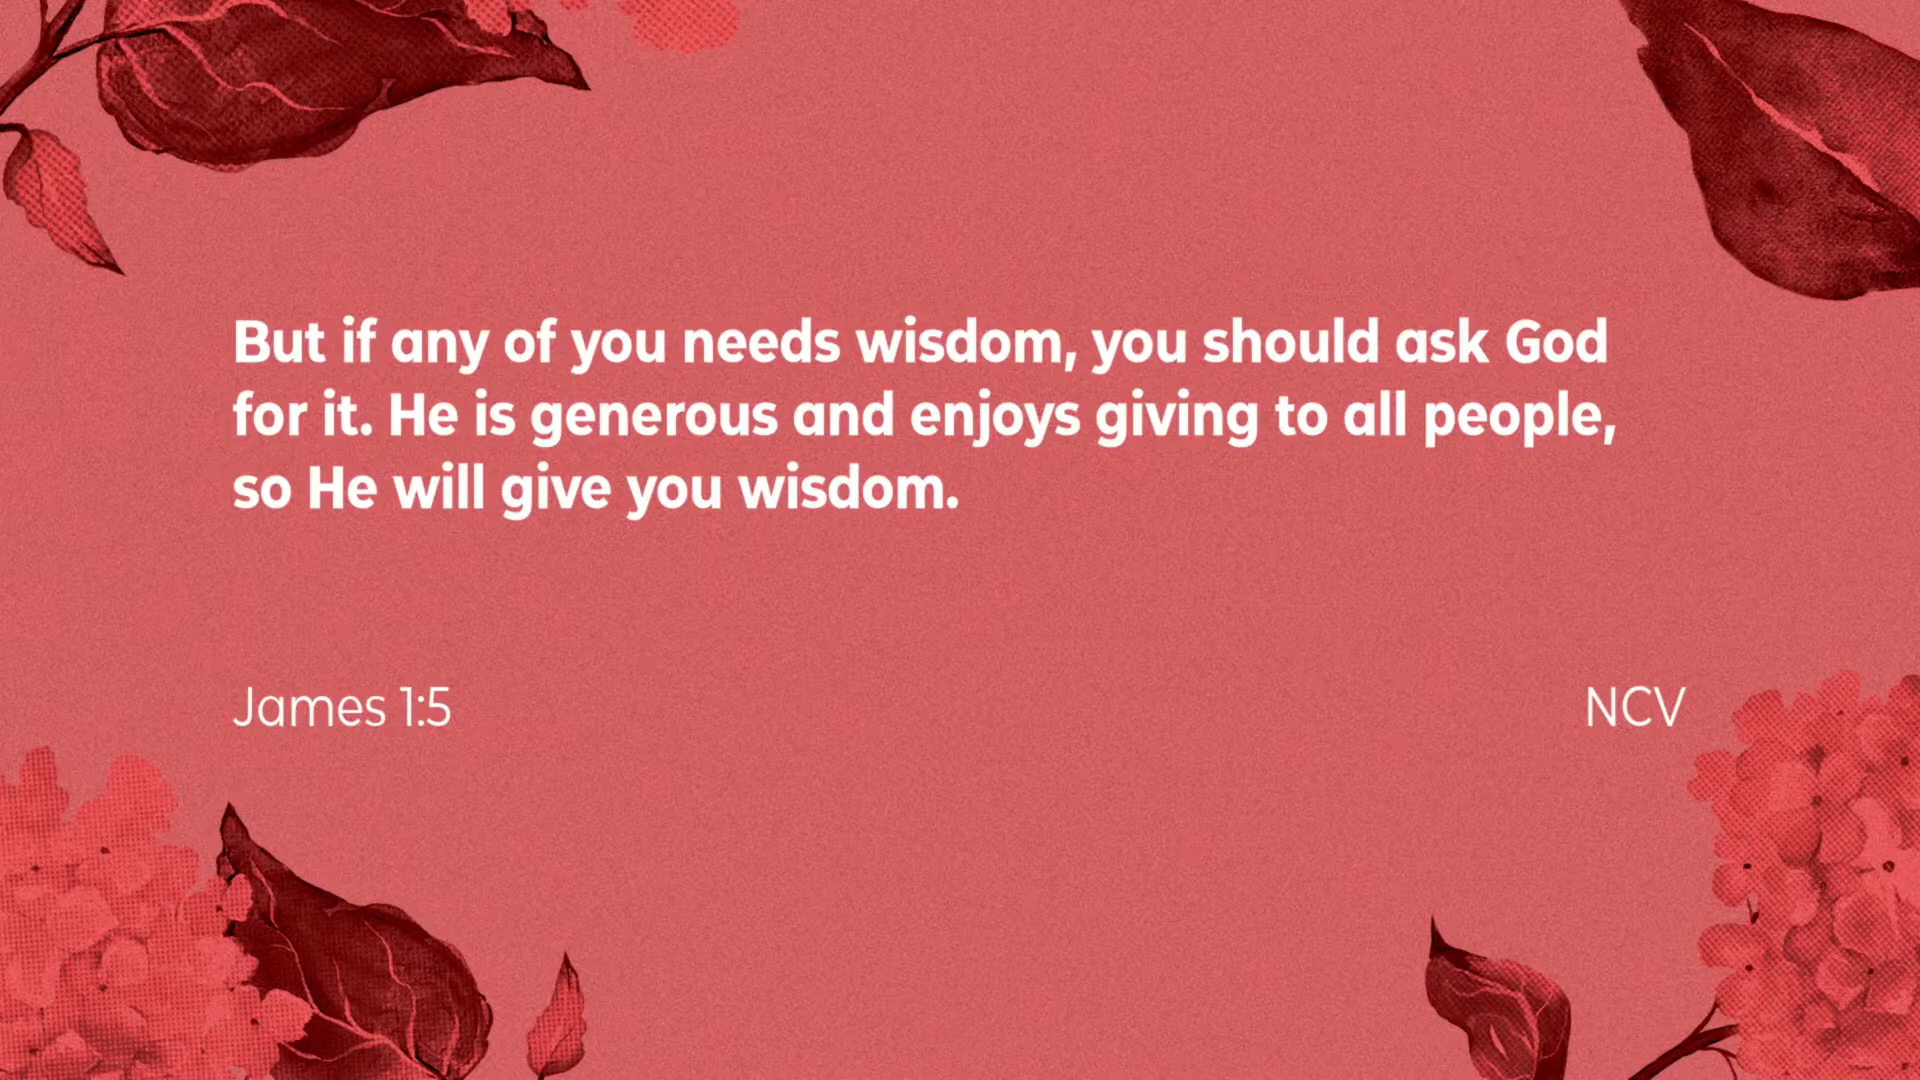 But if any of you needs wisdom, you should ask God
for it. He is generous and enjoys giving to all people,
so He will give you wisdom.
James 1:5
NCV